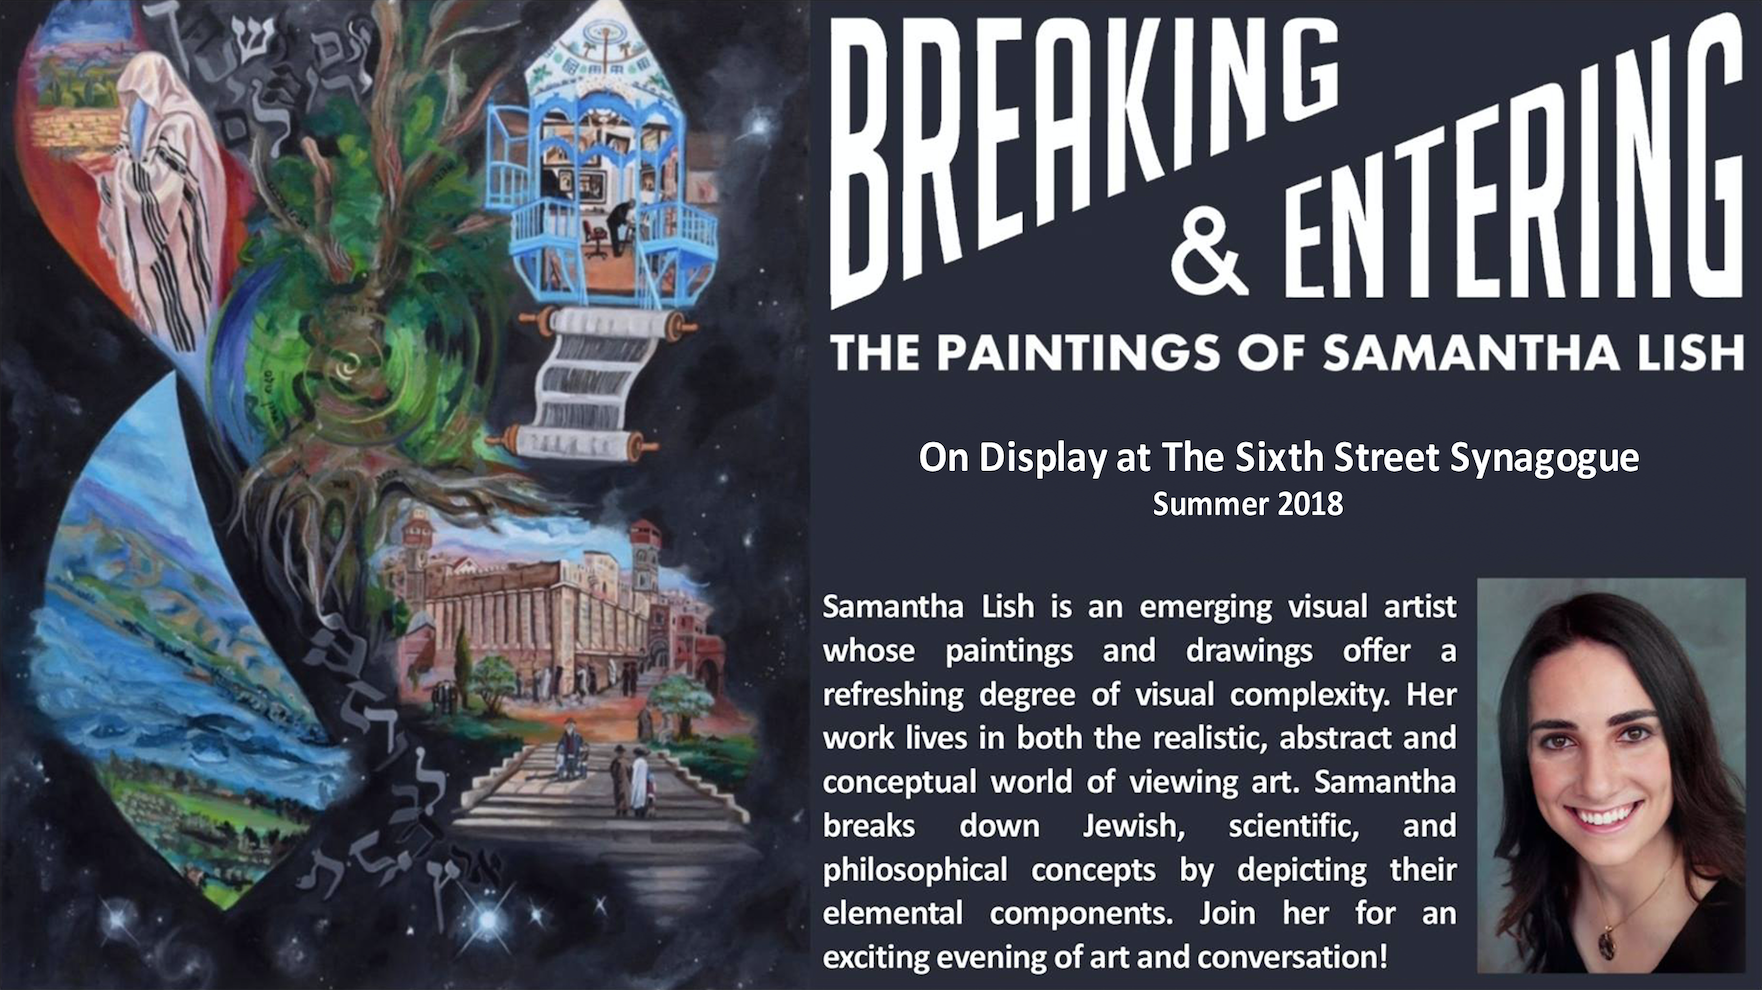 BREAKING
& ENTERING
THE PAINTINGS OF SAMANTHA LISH
On Display at The Sixth Street Synagogue
Summer 2018
Samantha Lish is an emerging visual artist
whose paintings and drawings offer a
refreshing degree of visual complexity. Her
work lives in both the realistic, abstract and
conceptual world of viewing art. Samantha
breaks down Jewish, scientific, and
philosophical concepts by depicting their
elemental components. Join her for an
exciting evening of art and conversation!